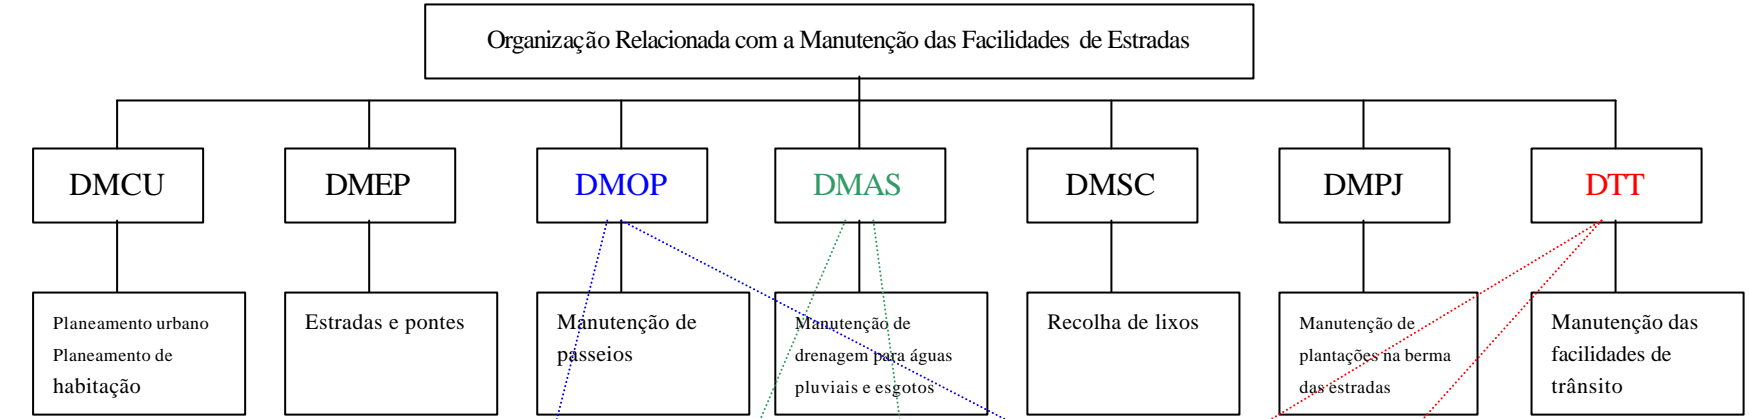 Organização Relacionada com a Manutenção das Facilidades de Estradas
DMCU
DMEP
DMOP
DMAS
DMSC
DMPJ
DTT
Planeamento urbano
Planeamento de
habitação
Estradas e pontes
Manutenção de
passeios
Manutenção de
drenagem para águas
pluviais e esgotos
Recolha de lixos
Manutenção de
plantações na berma
das estradas
Manutenção das
facilidades de
trânsito